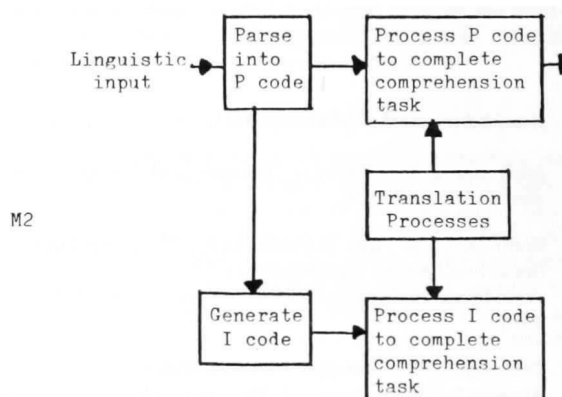 Linguistic
input
Parse
into
P code
Process P code
to complete
comprehension
task
Translation
Processes
M2
Generate
I code
Process I code
to complete
comprehension
task